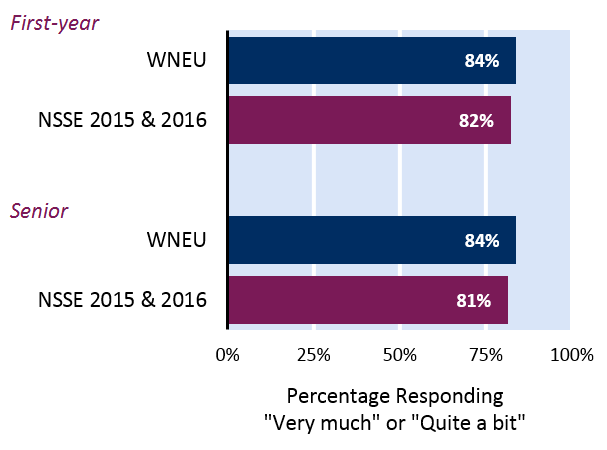 First-year
WNEU 84%
NSSE 2015 & 2016 82%
Senior
WNEU 84%
NSSE 2015 & 2016 81%
0% 25% 50% 75% 100%
Percentage Responding
"Very much" or "Quite a bit"